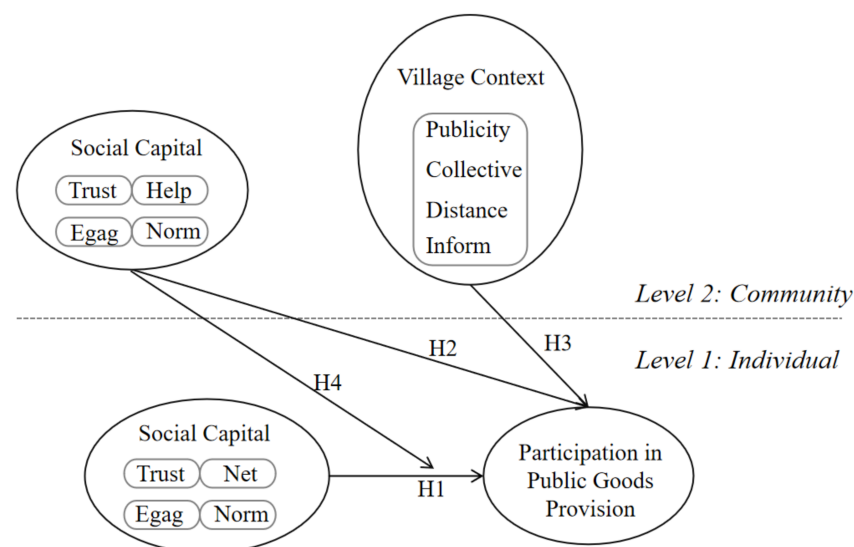 Village Context
Publicity
Collective
Distance
Inform
Social Capital
Trust Help
Egag Norm
Level 2: Community
Level 1: Individual
H2
H3
H4
H1
Social Capital
Trust Net
Egag Norm
Participation in
Public Goods
Provision